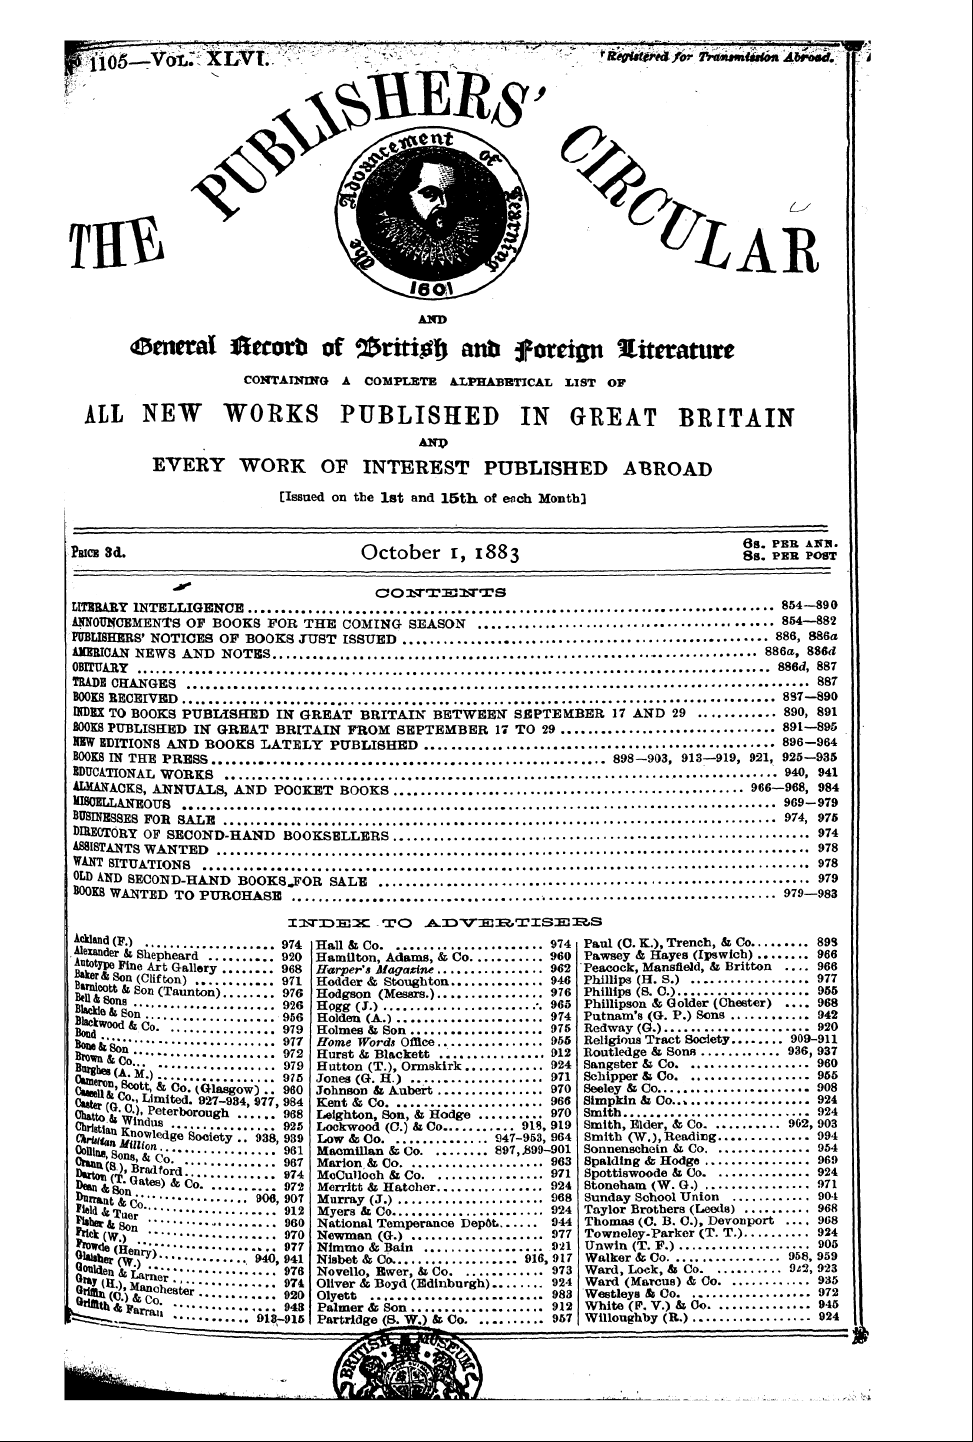 1105—VOL. XLVI.
Registered for Transmission Abroad.
THE PUBLISHERS' CIRCULAR
The Advancement of Learning
1601
AND
General Record of British and Foreign Literature
CONTAINING A COMPLETE ALPHABETICAL LIST OF
ALL NEW WORKS PUBLISHED IN GREAT BRITAIN
AND
EVERY WORK OF INTEREST PUBLISHED ABROAD
[Issued on the 1st and 15th of each Month]
PRICE 3d.
October 1, 1883
6s. PER ANN.
8s. PER POST
CONTENTS
LITERARY INTELLIGENCE 854—890
ANNOUNCEMENTS OF BOOKS FOR THE COMING SEASON 854—882
PUBLISHERS' NOTICES OF BOOKS JUST ISSUED 886, 886a
AMERICAN NEWS AND NOTES 886a, 886d
OBITUARY 886d, 887
TRADE CHANGES 887
BOOKS RECEIVED 887—890
INDEX TO BOOKS PUBLISHED IN GREAT BRITAIN BETWEEN SEPTEMBER 17 AND 29 890, 891
BOOKS PUBLISHED IN GREAT BRITAIN FROM SEPTEMBER 17 TO 29 891—895
NEW EDITIONS AND BOOKS LATELY PUBLISHED 896—964
BOOKS IN THE PRESS 898—903, 913—919, 921, 925—935
EDUCATIONAL WORKS 940, 941
ALMANACKS, ANNUALS, AND POCKET BOOKS 966—968, 984
MISCELLANEOUS 969—979
BUSINESSES FOR SALE 974, 975
DIRECTORY OF SECOND-HAND BOOKSELLERS 974
ASSISTANTS WANTED 978
WANT SITUATIONS 978
OLD AND SECOND-HAND BOOKS FOR SALE 979
BOOKS WANTED TO PURCHASE 979—983
INDEX TO ADVERTISERS
Ackland (F.) 974
Alexander & Shepheard 920
Autotype Fine Art Gallery 968
Baker & Son (Clifton) 971
Barnicott & Son (Taunton) 976
Bell & Sons 926
Blackie & Son 956
Blackwood & Co. 979
Bond 977
Bone & Son 972
Brown & Co. 979
Burghes (A. M.) 975
Cameron, Scott, & Co. (Glasgow) 960
Cassell & Co., Limited. 927-934, 977, 984
Caster (G. C.), Peterborough 968
Chatto & Windus 925
Christian Knowledge Society 938, 939
Christian Million 961
Collins, Sons, & Co. 967
Crann (S.), Bradford 974
Darton (T. Gates) & Co. 972
Dean & Son 906, 907
Durrant & Co. 912
Field & Tuer 960
Fisher & Son 970
Frick (W.) 977
Frowde (Henry) 940, 941
Glaisher (W.) 976
Goulden & Larner 974
Gray (H.), Manchester 920
Griffin (C.) & Co. 943
Griffith & Farran 913–915
Hall & Co. 974
Hamilton, Adams, & Co. 960
Harper's Magazine 962
Hodder & Stoughton 946
Hodgson (Messrs.) 976
Hogg (J.) 965
Holden (A.) 974
Holmes & Son 975
Home Words Office 955
Hurst & Blackett 912
Hutton (T.), Ormskirk 924
Jones (G. H.) 971
Johnson & Aubert 970
Kent & Co. 966
Leighton, Son, & Hodge 970
Lockwood (C.) & Co. 918, 919
Low & Co. 947-953, 964
Macmillan & Co. 897, 899-901
Marion & Co. 963
McCulloch & Co. 971
Merritt & Hatcher 924
Murray (J.) 968
Myers & Co. 924
National Temperance Depôt 944
Newman (G.) 977
Nimmo & Bain 921
Nisbet & Co. 916, 917
Novello, Ewer, & Co. 973
Oliver & Boyd (Edinburgh) 924
Olyett 983
Palmer & Son 912
Partridge (S. W.) & Co. 957
Paul (C. K.), Trench, & Co. 893
Pawsey & Hayes (Ipswich) 966
Peacock, Mansfield, & Britton 966
Phillips (H. S.) 977
Phillips (S. C.) 955
Phillipson & Golder (Chester) 968
Putnam's (G. P.) Sons 942
Redway (G.) 920
Religious Tract Society 909-911
Routledge & Sons 936, 937
Sangster & Co. 960
Schipper & Co. 955
Seeley & Co. 908
Simpkin & Co. 924
Smith 924
Smith, Elder, & Co. 962, 903
Smith (W.), Reading 994
Sonnenschein & Co. 954
Spalding & Hodge 969
Spottiswoode & Co. 924
Stoneham (W. G.) 971
Sunday School Union 904
Taylor Brothers (Leeds) 968
Thomas (C. B. C.), Devonport 968
Towneley-Parker (T. T.) 924
Unwin (T. F.) 905
Walker & Co. 958, 959
Ward, Lock, & Co. 922, 923
Ward (Marcus) & Co. 935
Westleys & Co. 972
White (F. V.) & Co. 945
Willoughby (R.) 924
BRITISH MUSEUM